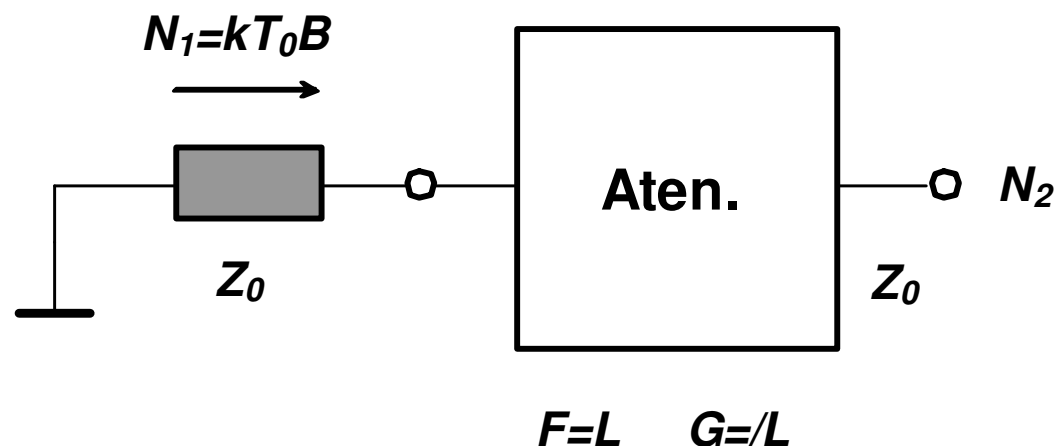 N₁=kT₀B
Aten.
N₂
Z₀
Z₀
F=L G=/L